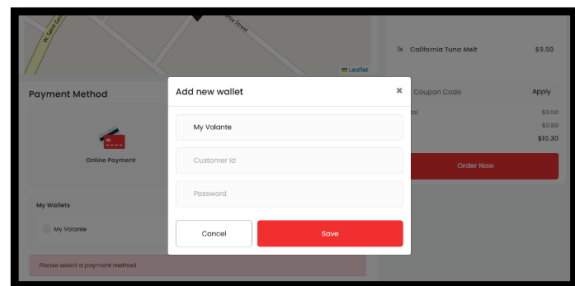 Leaflet
1x California Tuna Melt $9.50
Payment Method
Online Payment
My Wallets
My Volante
Please select a payment method
Add new wallet ×
My Volante
Customer Id
Password
Cancel Save
Coupon Code Apply
$9.50
$0.80
$10.30
Order Now